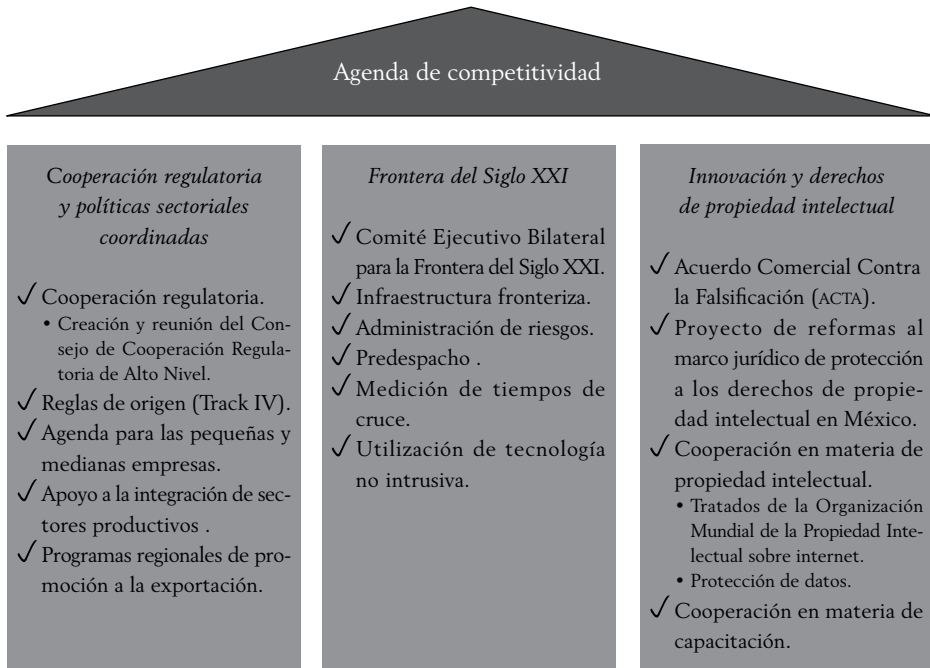 Agenda de competitividad
Cooperación regulatoria
y políticas sectoriales
coordinadas
✓ Cooperación regulatoria.
• Creación y reunión del Con-
sejo de Cooperación Regula-
toria de Alto Nivel.
✓ Reglas de origen (Track IV).
✓ Agenda para las pequeñas y
medianas empresas.
✓ Apoyo a la integración de sec-
tores productivos .
✓ Programas regionales de pro-
moción a la exportación.
Frontera del Siglo XXI
✓ Comité Ejecutivo Bilateral
para la Frontera del Siglo XXI.
✓ Infraestructura fronteriza.
✓ Administración de riesgos.
✓ Predespacho .
✓ Medición de tiempos de
cruce.
✓ Utilización de tecnología
no intrusiva.
Innovación y derechos
de propiedad intelectual
✓ Acuerdo Comercial Contra
la Falsificación (ACTA).
✓ Proyecto de reformas al
marco jurídico de protección
a los derechos de propie-
dad intelectual en México.
✓ Cooperación en materia de
propiedad intelectual.
• Tratados de la Organización
Mundial de la Propiedad Inte-
lectual sobre internet.
• Protección de datos.
✓ Cooperación en materia de
capacitación.